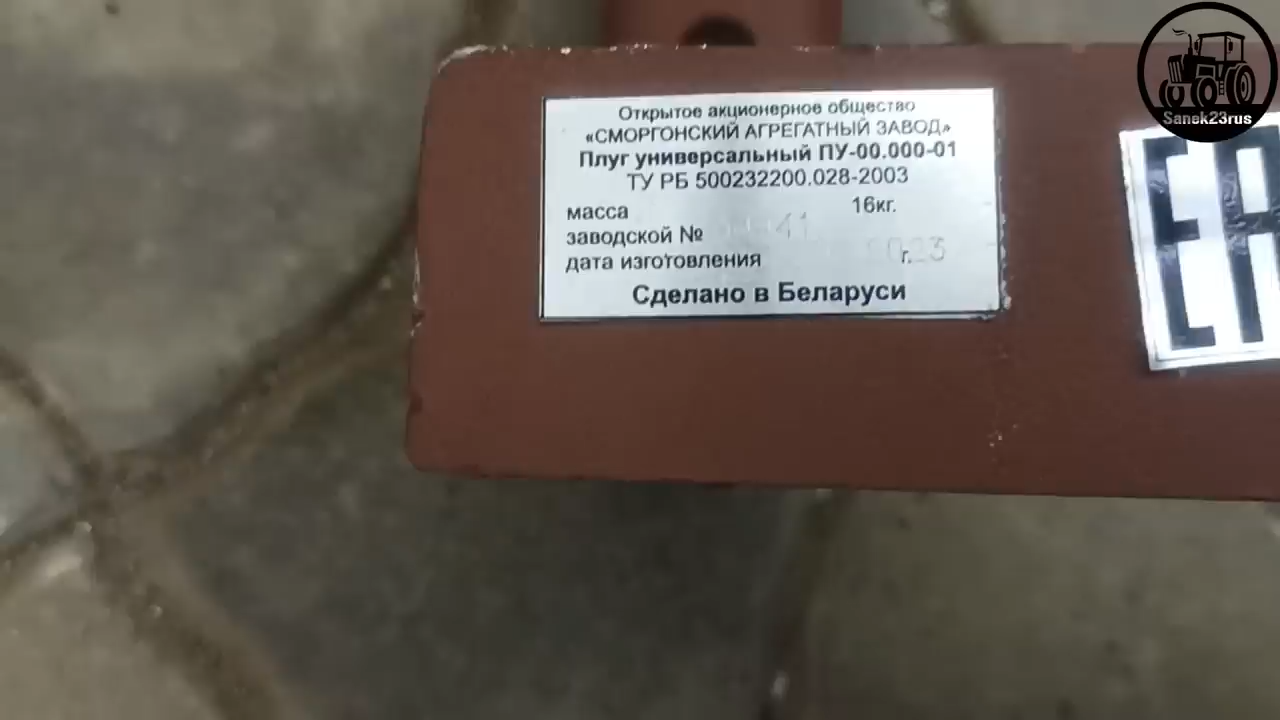 Открытое акционерное общество
«СМОРГОНСКИЙ АГРЕГАТНЫЙ ЗАВОД»
Плуг универсальный ПУ-00.000-01
ТУ РБ 500232200.028-2003
масса 16кг.
заводской №
дата изготовления г.
Сделано в Беларуси
Sanek23rus